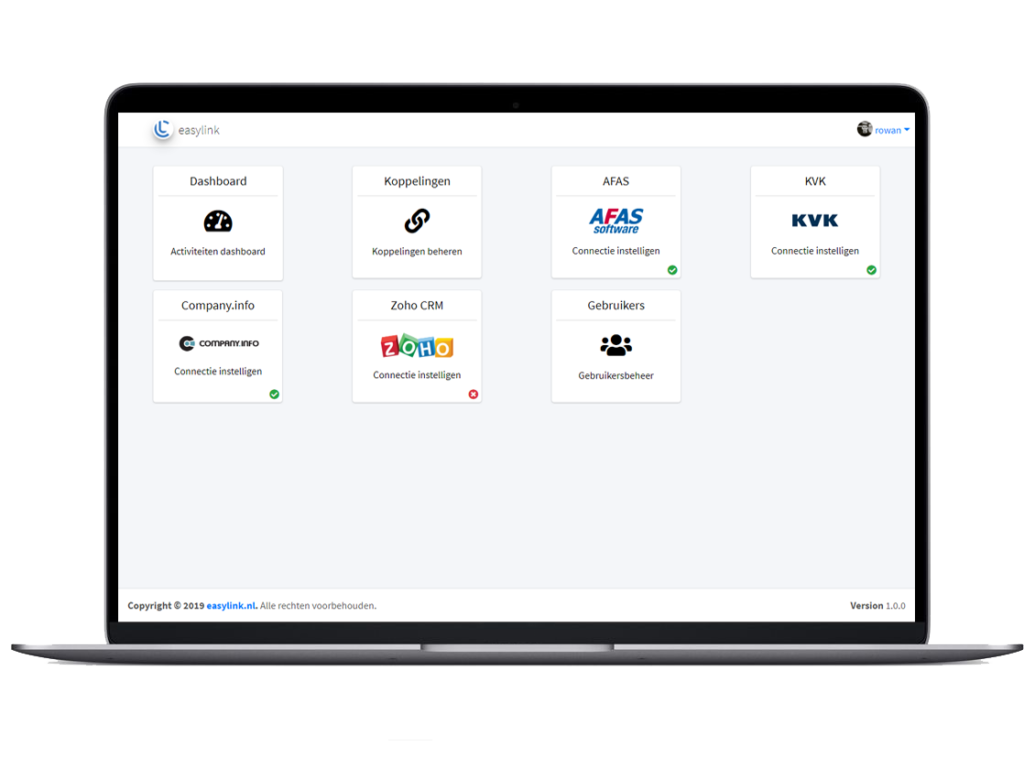 easylink
rowan
Dashboard
Koppelingen
AFAS
KVK
AFAS
software
KVK
Activiteiten dashboard
Koppelingen beheren
Connectie instelligen
Connectie instelligen
Company.info
Zoho CRM
Gebruikers
COMPANY.INFO
ZOHO
Connectie instelligen
Connectie instelligen
Gebruikersbeheer
Copyright © 2019 easylink.nl. Alle rechten voorbehouden.
Version 1.0.0